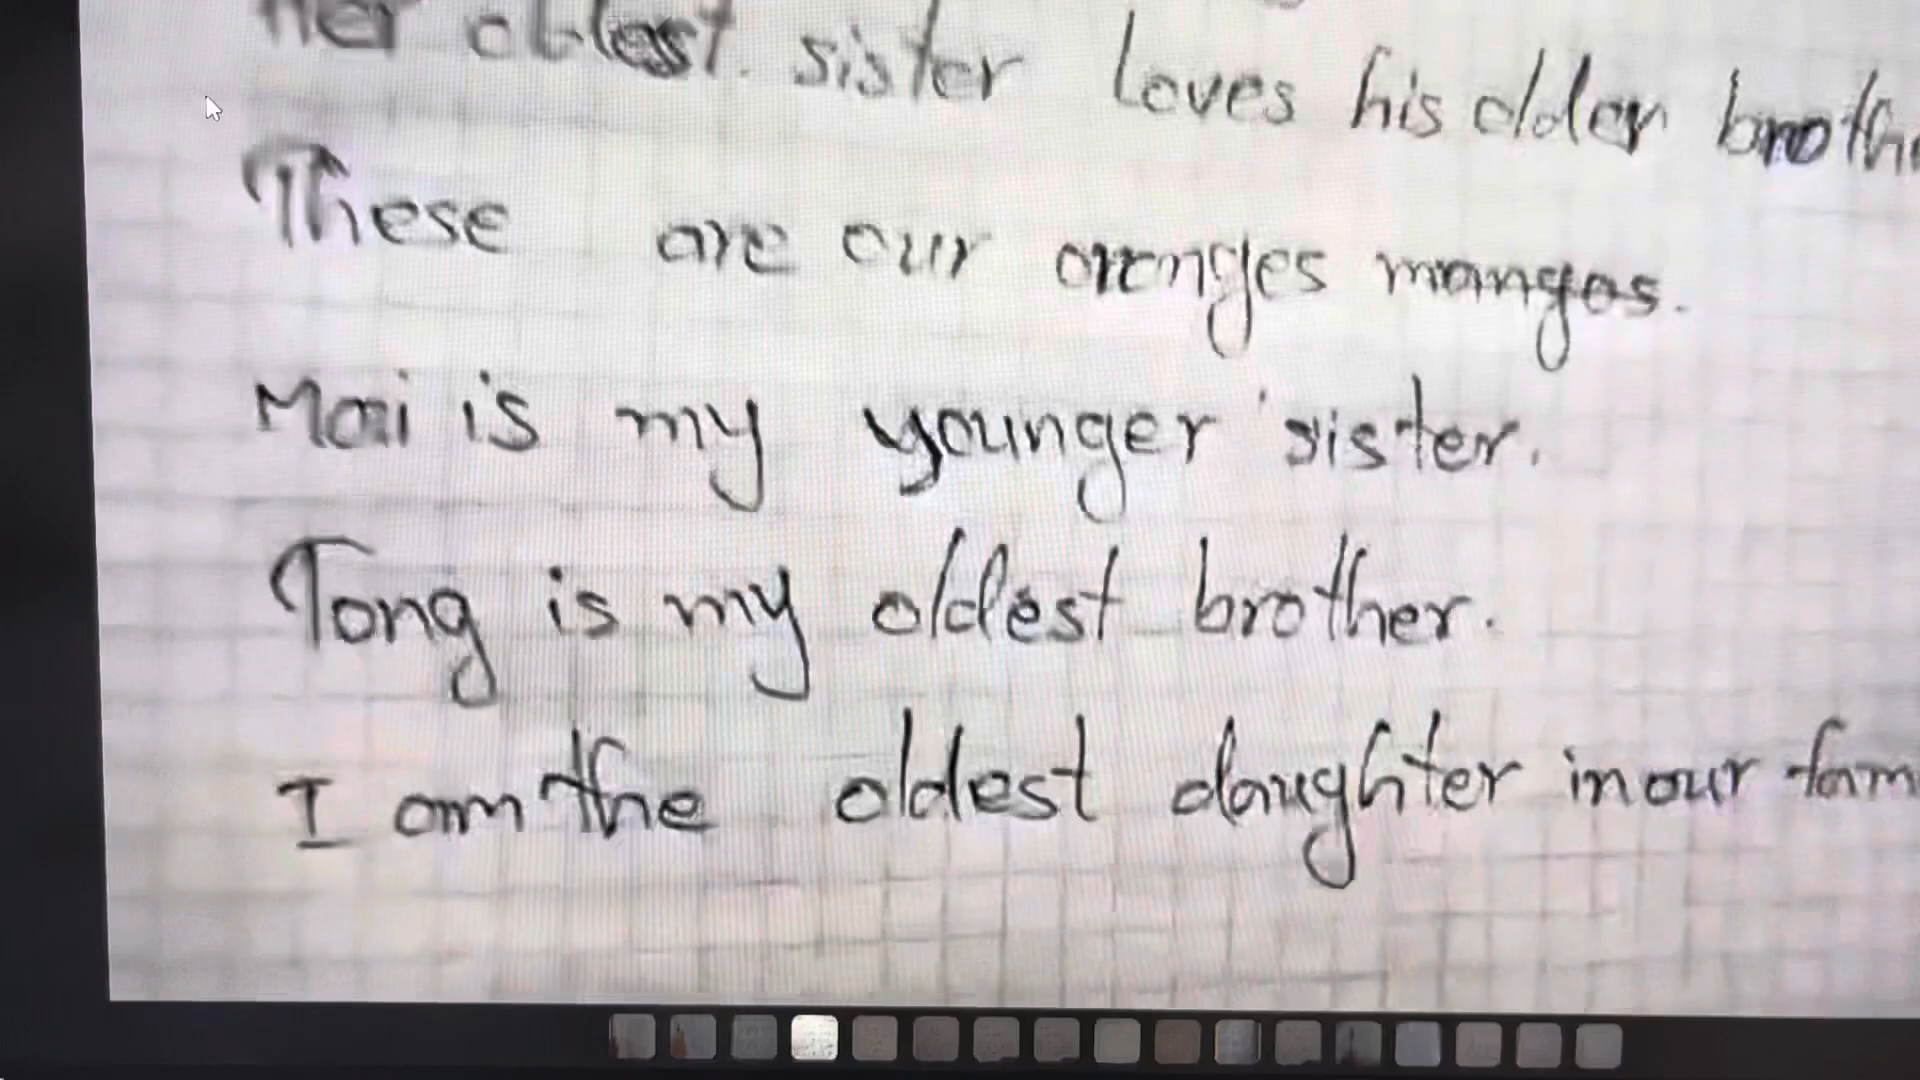 Her oldest sister loves his older
These are our oranges mangos.
Mai is my younger sister.
Tong is my oldest brother.
I am the oldest daughter in our